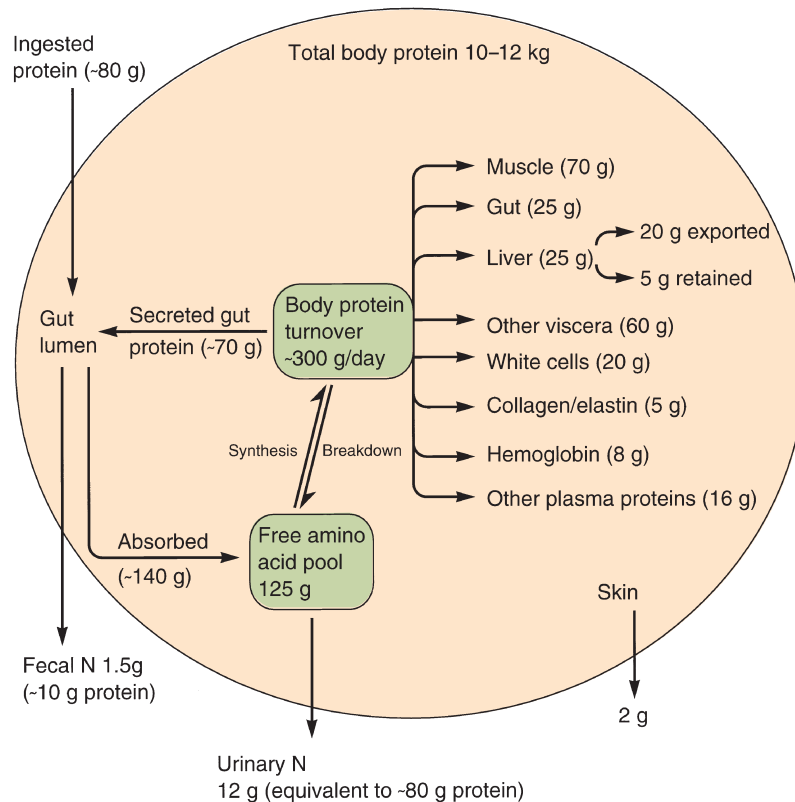 Ingested
protein (~80 g)
Total body protein 10–12 kg
Muscle (70 g)
Gut (25 g)
Liver (25 g)
20 g exported
5 g retained
Gut
lumen
Secreted gut
protein (~70 g)
Body protein
turnover
~300 g/day
Other viscera (60 g)
White cells (20 g)
Collagen/elastin (5 g)
Hemoglobin (8 g)
Other plasma proteins (16 g)
Synthesis
Breakdown
Absorbed
(~140 g)
Free amino
acid pool
125 g
Skin
2 g
Fecal N 1.5g
(~10 g protein)
Urinary N
12 g (equivalent to ~80 g protein)